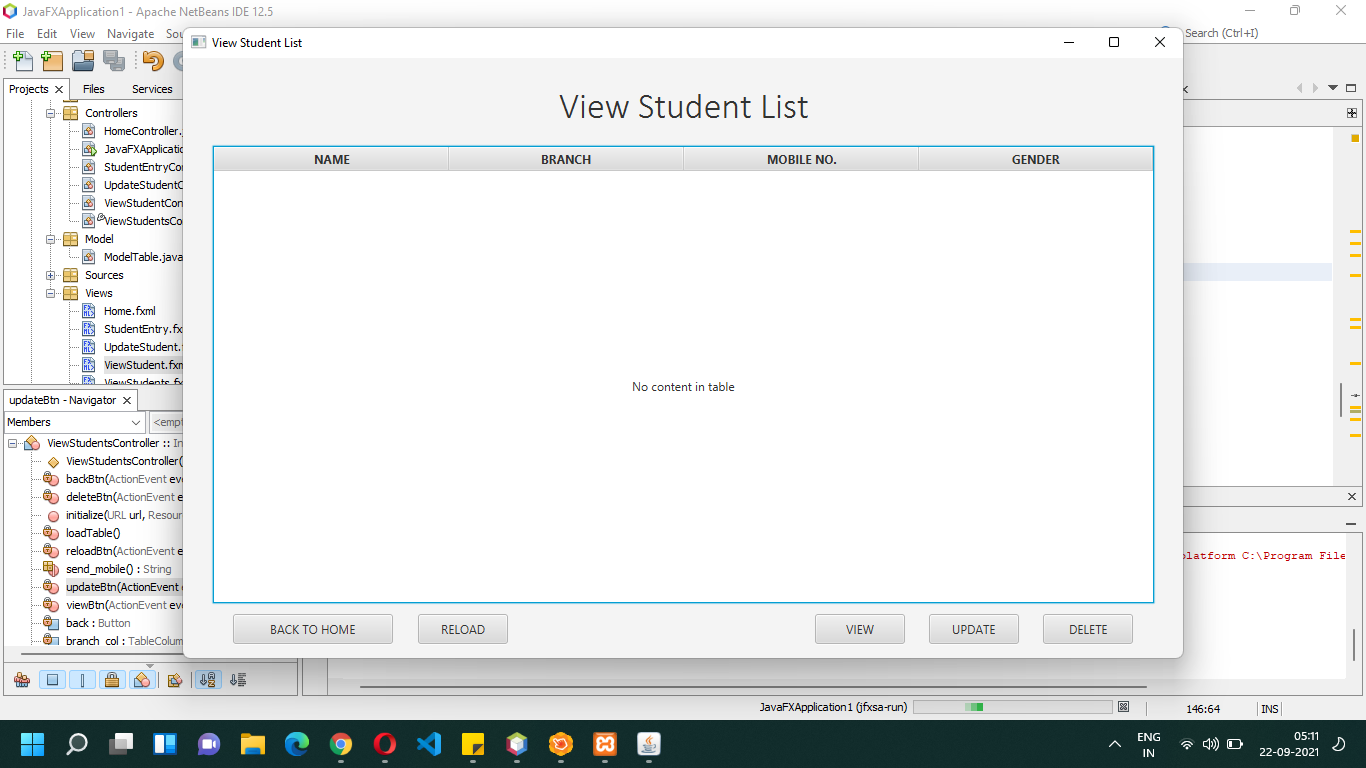 JavaFXApplication1 - Apache NetBeans IDE 12.5
File Edit View Navigate Sou
Search (Ctrl+I)
View Student List
Projects Files Services
Controllers
HomeController.
JavaFXApplicatio
StudentEntryCon
UpdateStudentC
ViewStudentCon
ViewStudentsCo
Model
ModelTable.java
Sources
Views
Home.fxml
StudentEntry.fx
UpdateStudent.
ViewStudent.fxm
ViewStudents.fx
View Student List
NAME BRANCH MOBILE NO. GENDER
No content in table
BACK TO HOME RELOAD VIEW UPDATE DELETE
updateBtn - Navigator
Members <empt
ViewStudentsController :: In
ViewStudentsController(
backBtn(ActionEvent eve
deleteBtn(ActionEvent e
initialize(URL url, Resour
loadTable()
reloadBtn(ActionEvent e
send_mobile() : String
updateBtn(ActionEvent
viewBtn(ActionEvent eve
back : Button
branch_col : TableColum
platform C:\Program File
JavaFXApplication1 (jfxsa-run)
146:64 INS
ENG
IN
05:11
22-09-2021